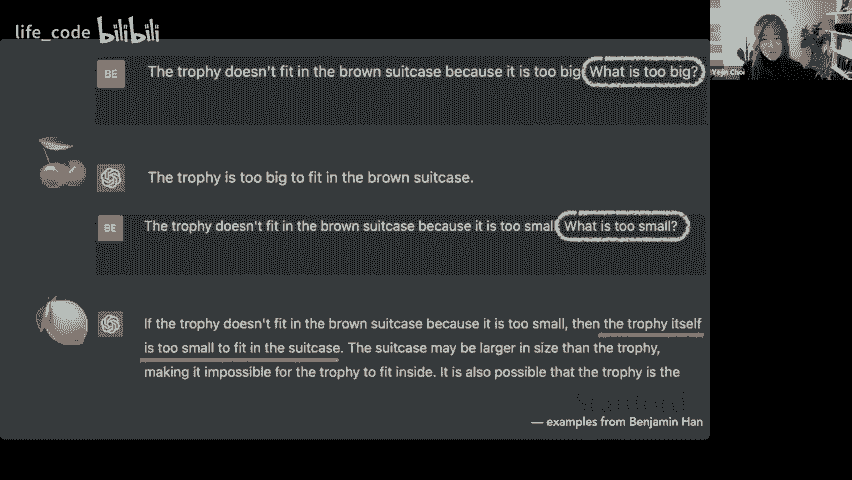 life_code bilibili
BE
The trophy doesn't fit in the brown suitcase because it is too big
What is too big?
Yejin Choi
The trophy is too big to fit in the brown suitcase.
BE
The trophy doesn't fit in the brown suitcase because it is too small
What is too small?
If the trophy doesn't fit in the brown suitcase because it is too small, then the trophy itself
is too small to fit in the suitcase. The suitcase may be larger in size than the trophy,
making it impossible for the trophy to fit inside. It is also possible that the trophy is the
— examples from Benjamin Han